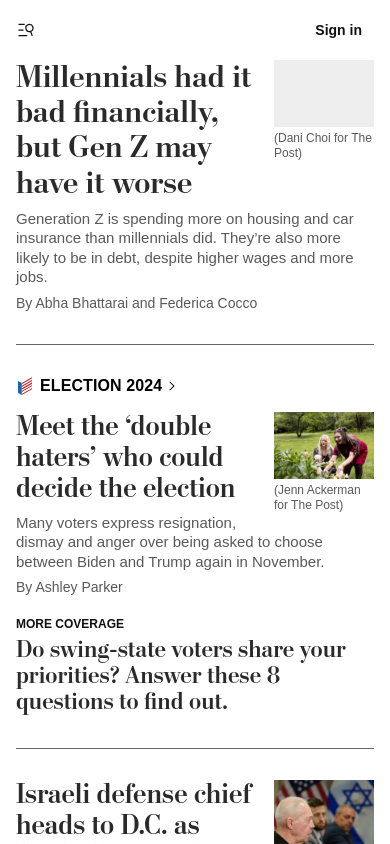 Sign in
Millennials had it
bad financially,
but Gen Z may
have it worse
(Dani Choi for The
Post)
Generation Z is spending more on housing and car
insurance than millennials did. They’re also more
likely to be in debt, despite higher wages and more
jobs.
By Abha Bhattarai and Federica Cocco
ELECTION 2024
Meet the ‘double
haters’ who could
decide the election
(Jenn Ackerman
for The Post)
Many voters express resignation,
dismay and anger over being asked to choose
between Biden and Trump again in November.
By Ashley Parker
MORE COVERAGE
Do swing-state voters share your
priorities? Answer these 8
questions to find out.
Israeli defense chief
heads to D.C. as